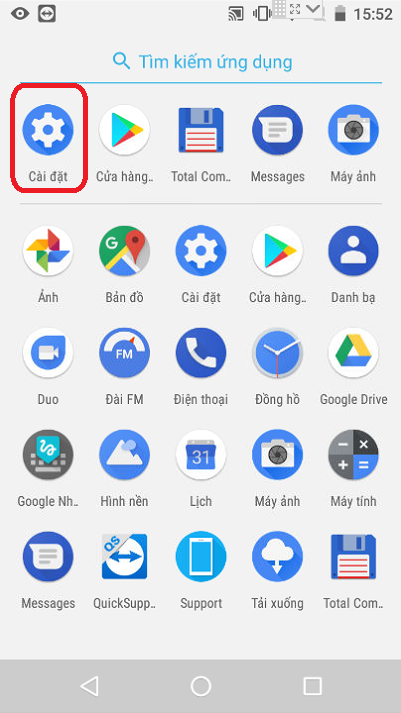 15:52
Tìm kiếm ứng dụng
Cài đặt
Cửa hàng..
Total Com..
Messages
Máy ảnh
Ảnh
G
Bản đồ
Cài đặt
Cửa hàng..
Danh bạ
Duo
FM
Đài FM
Điện thoại
Đồng hồ
Google Drive
Google Nh..
Hình nền
31
Lịch
Máy ảnh
Máy tính
Messages
QS
QuickSupp..
Support
Tải xuống
Total Com..